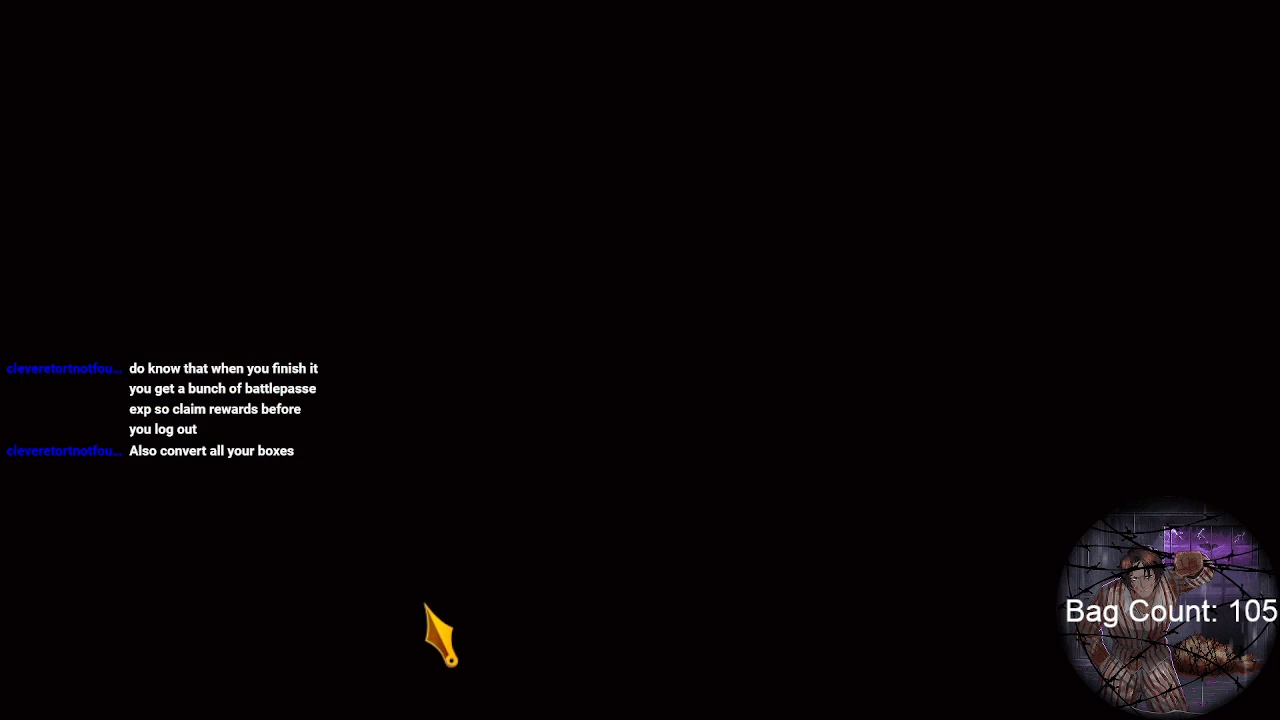 cleveretortnotfou... do know that when you finish it
you get a bunch of battlepasse
exp so claim rewards before
you log out
cleveretortnotfou... Also convert all your boxes
Bag Count: 105